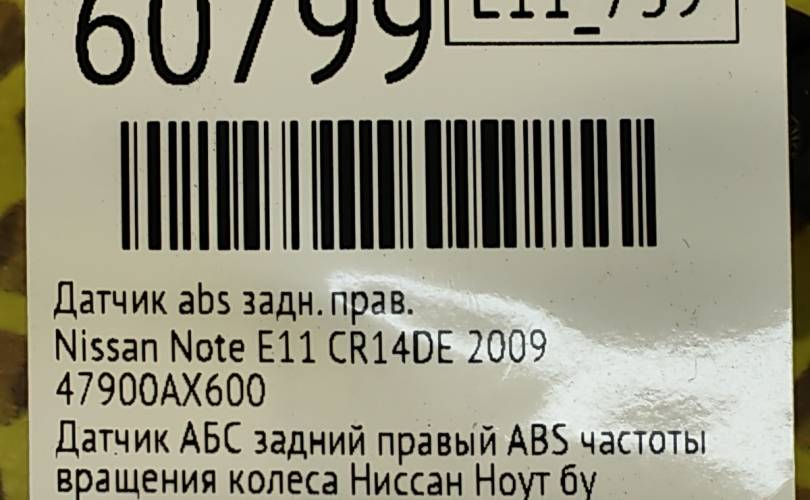 60799
E11_759
Датчик abs задн. прав.
Nissan Note E11 CR14DE 2009
47900AX600
Датчик АБС задний правый ABS частоты
вращения колеса Ниссан Ноут бу